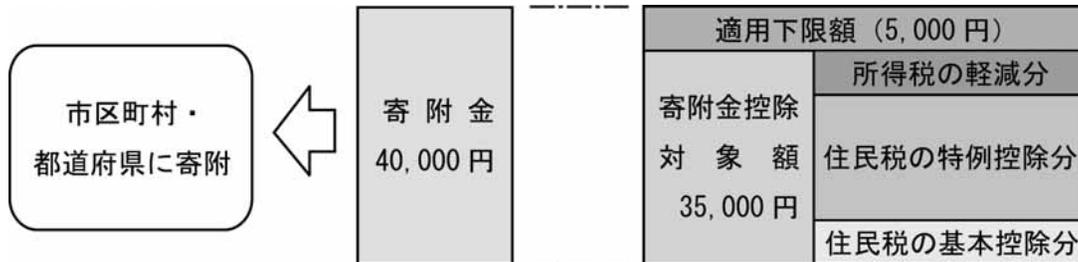 市区町村・
都道府県に寄附
寄附金
40,000円
適用下限額（5,000円）
寄附金控除
対象額
35,000円
所得税の軽減分
住民税の特例控除分
住民税の基本控除分